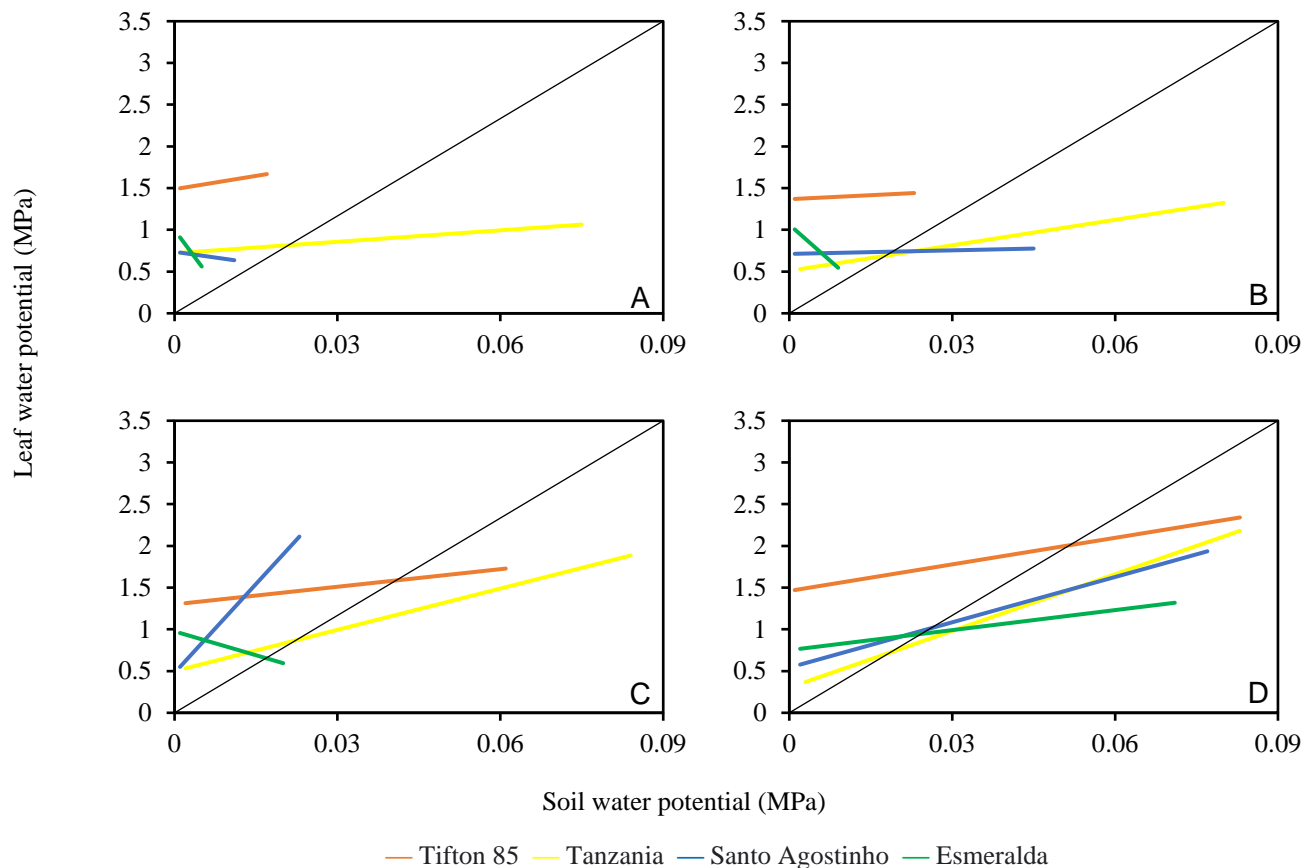 3.5
3
2.5
2
1.5
1
0.5
0
0 0.03 0.06 0.09
A
3.5
3
2.5
2
1.5
1
0.5
0
0 0.03 0.06 0.09
B
Leaf water potential (MPa)
3.5
3
2.5
2
1.5
1
0.5
0
0 0.03 0.06 0.09
C
3.5
3
2.5
2
1.5
1
0.5
0
0 0.03 0.06 0.09
D
Soil water potential (MPa)
Tifton 85 Tanzania Santo Agostinho Esmeralda